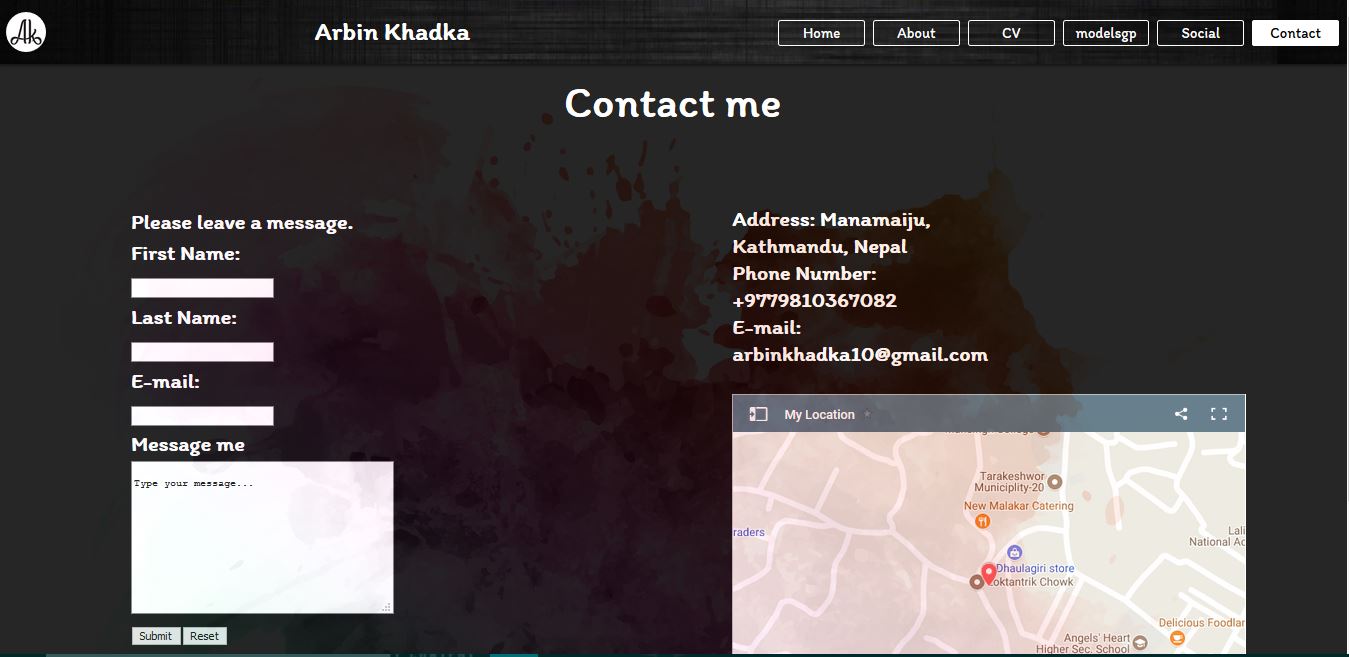 Ak
Arbin Khadka
Home
About
CV
modelsgp
Social
Contact
Contact me
Please leave a message.
First Name:
Last Name:
E-mail:
Message me
Type your message...
Submit
Reset
Address: Manamaiju,
Kathmandu, Nepal
Phone Number:
+9779810367082
E-mail:
arbinkhadka10@gmail.com
My Location
Tarakeshwor
Municiplity-20
New Malakar Catering
raders
Lali
National Ac
Dhaulagiri store
Loktantrik Chowk
Delicious Foodlan
Angels' Heart
Higher Sec. School